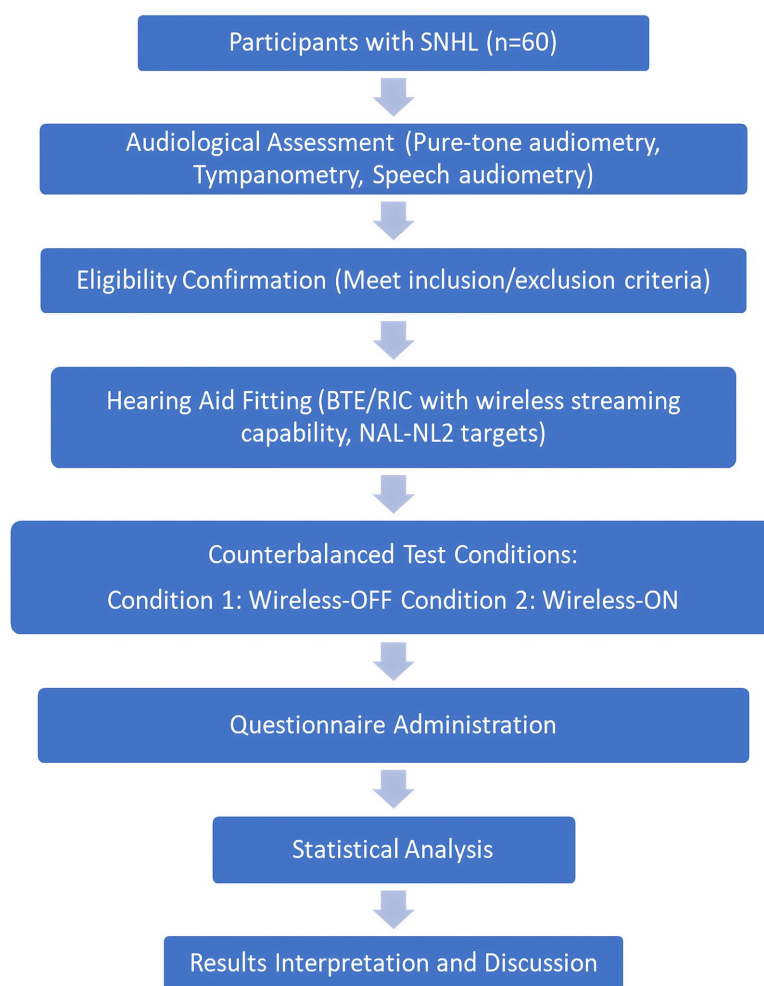 Participants with SNHL (n=60)
Audiological Assessment (Pure-tone audiometry,
Tympanometry, Speech audiometry)
Eligibility Confirmation (Meet inclusion/exclusion criteria)
Hearing Aid Fitting (BTE/RIC with wireless streaming
capability, NAL-NL2 targets)
Counterbalanced Test Conditions:
Condition 1: Wireless-OFF Condition 2: Wireless-ON
Questionnaire Administration
Statistical Analysis
Results Interpretation and Discussion